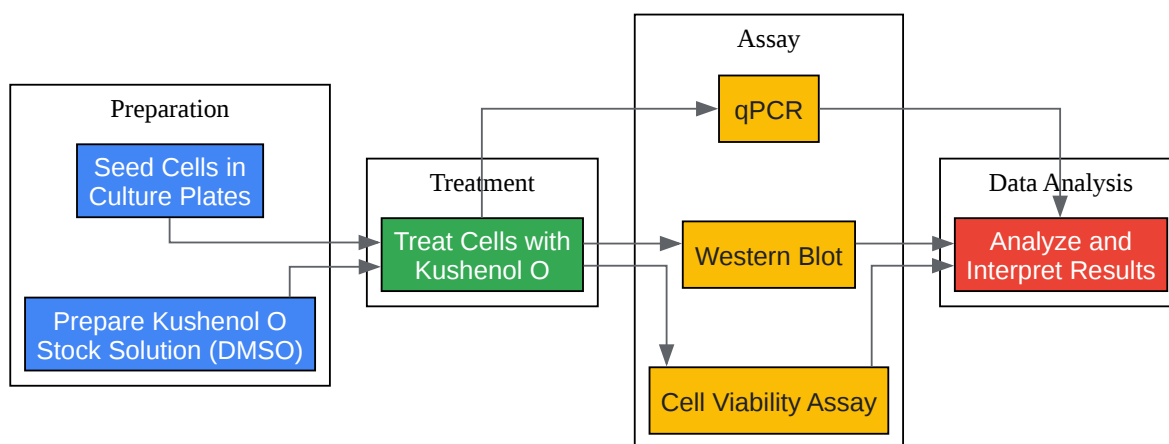 Preparation
Seed Cells in
Culture Plates
Prepare Kushenol O
Stock Solution (DMSO)
Treatment
Treat Cells with
Kushenol O
Assay
qPCR
Western Blot
Cell Viability Assay
Data Analysis
Analyze and
Interpret Results